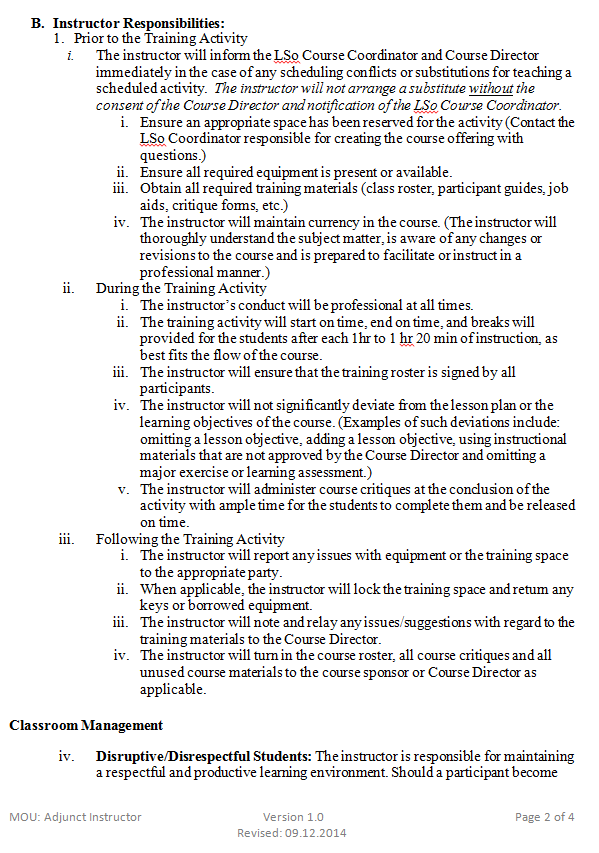 B. Instructor Responsibilities:
1. Prior to the Training Activity
i. The instructor will inform the LSo Course Coordinator and Course Director
immediately in the case of any scheduling conflicts or substitutions for teaching a
scheduled activity. The instructor will not arrange a substitute without the
consent of the Course Director and notification of the LSo Course Coordinator.
i. Ensure an appropriate space has been reserved for the activity (Contact the
LSo Coordinator responsible for creating the course offering with
questions.)
ii. Ensure all required equipment is present or available.
iii. Obtain all required training materials (class roster, participant guides, job
aids, critique forms, etc.)
iv. The instructor will maintain currency in the course. (The instructor will
thoroughly understand the subject matter, is aware of any changes or
revisions to the course and is prepared to facilitate or instruct in a
professional manner.)
ii. During the Training Activity
i. The instructor's conduct will be professional at all times.
ii. The training activity will start on time, end on time, and breaks will
provided for the students after each 1hr to 1 hr 20 min of instruction, as
best fits the flow of the course.
iii. The instructor will ensure that the training roster is signed by all
participants.
iv. The instructor will not significantly deviate from the lesson plan or the
learning objectives of the course. (Examples of such deviations include:
omitting a lesson objective, adding a lesson objective, using instructional
materials that are not approved by the Course Director and omitting a
major exercise or learning assessment.)
v. The instructor will administer course critiques at the conclusion of the
activity with ample time for the students to complete them and be released
on time.
iii. Following the Training Activity
i. The instructor will report any issues with equipment or the training space
to the appropriate party.
ii. When applicable, the instructor will lock the training space and return any
keys or borrowed equipment.
iii. The instructor will note and relay any issues/suggestions with regard to the
training materials to the Course Director.
iv. The instructor will turn in the course roster, all course critiques and all
unused course materials to the course sponsor or Course Director as
applicable.
Classroom Management
iv. Disruptive/Disrespectful Students: The instructor is responsible for maintaining
a respectful and productive learning environment. Should a participant become
MOU: Adjunct Instructor Version 1.0 Page 2 of 4
Revised: 09.12.2014